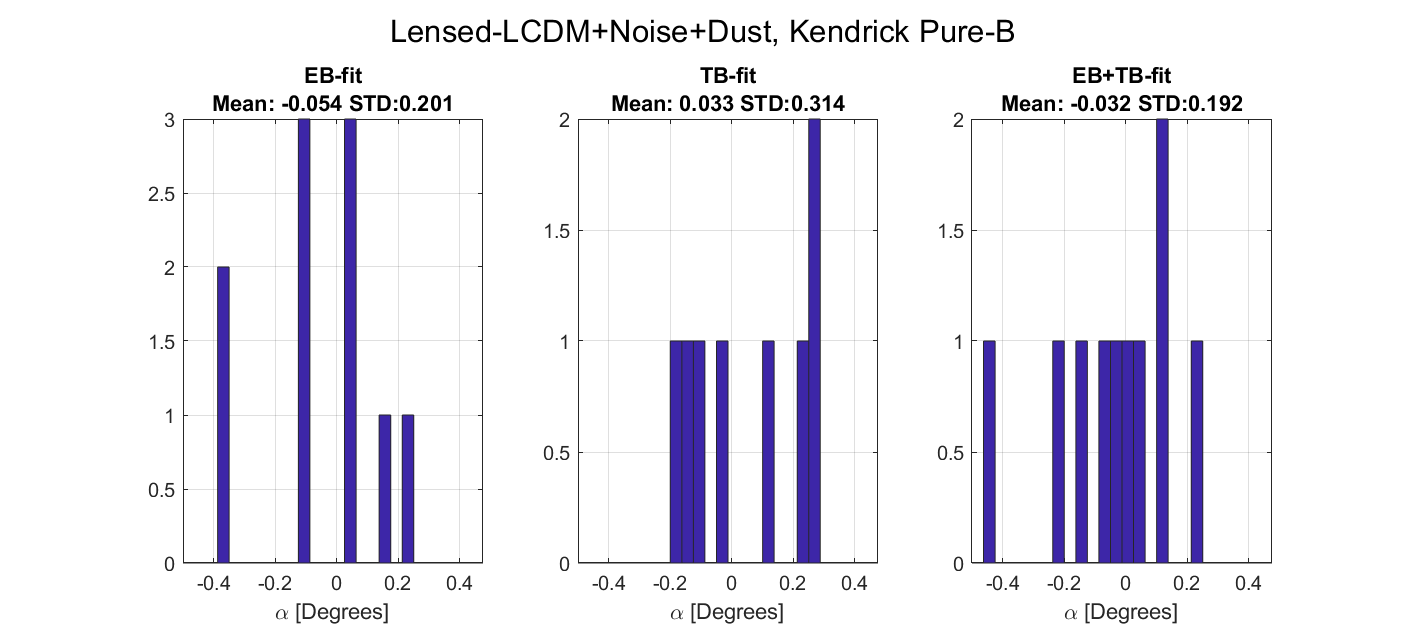 Lensed-LCDM+Noise+Dust, Kendrick Pure-B
EB-fit
Mean: -0.054 STD:0.201
3
2.5
2
1.5
1
0.5
0
-0.4 -0.2 0 0.2 0.4
α [Degrees]
TB-fit
Mean: 0.033 STD:0.314
2
1.5
1
0.5
0
-0.4 -0.2 0 0.2 0.4
α [Degrees]
EB+TB-fit
Mean: -0.032 STD:0.192
2
1.5
1
0.5
0
-0.4 -0.2 0 0.2 0.4
α [Degrees]